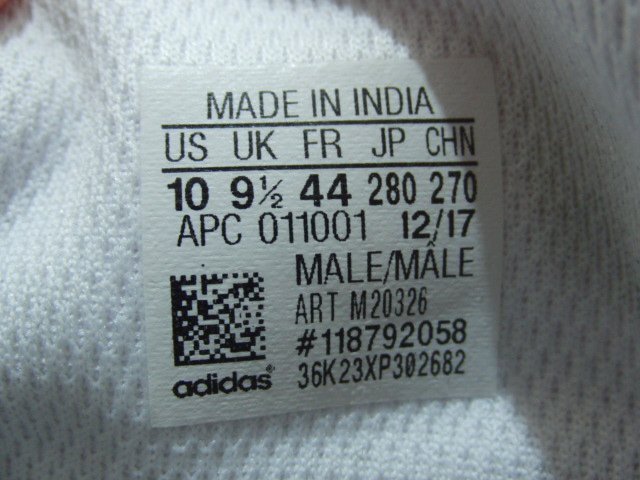 MADE IN INDIA
US UK FR JP CHN
10 9½ 44 280 270
APC 011001 12/17
MALE/MÂLE
ART M20326
#118792058
adidas® 36K23XP302682